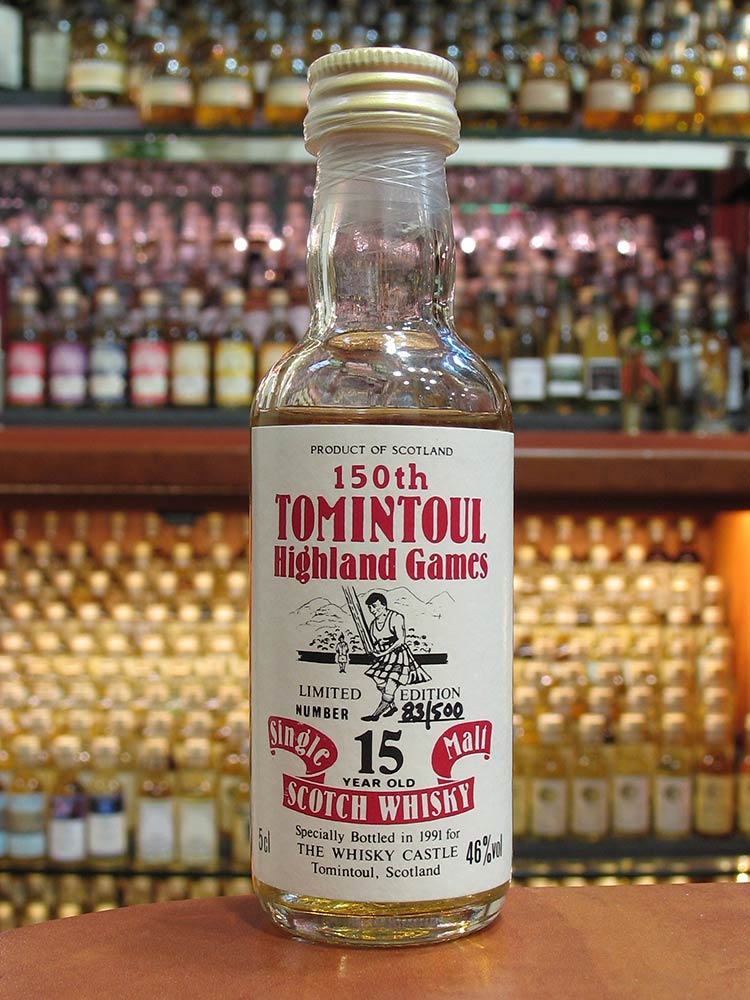 PRODUCT OF SCOTLAND
150th
TOMINTOUL
Highland Games
LIMITED EDITION
NUMBER 83/500
Single 15 Malt
YEAR OLD
SCOTCH WHISKY
Specially Bottled in 1991 for
5cl THE WHISKY CASTLE 46%vol
Tomintoul, Scotland